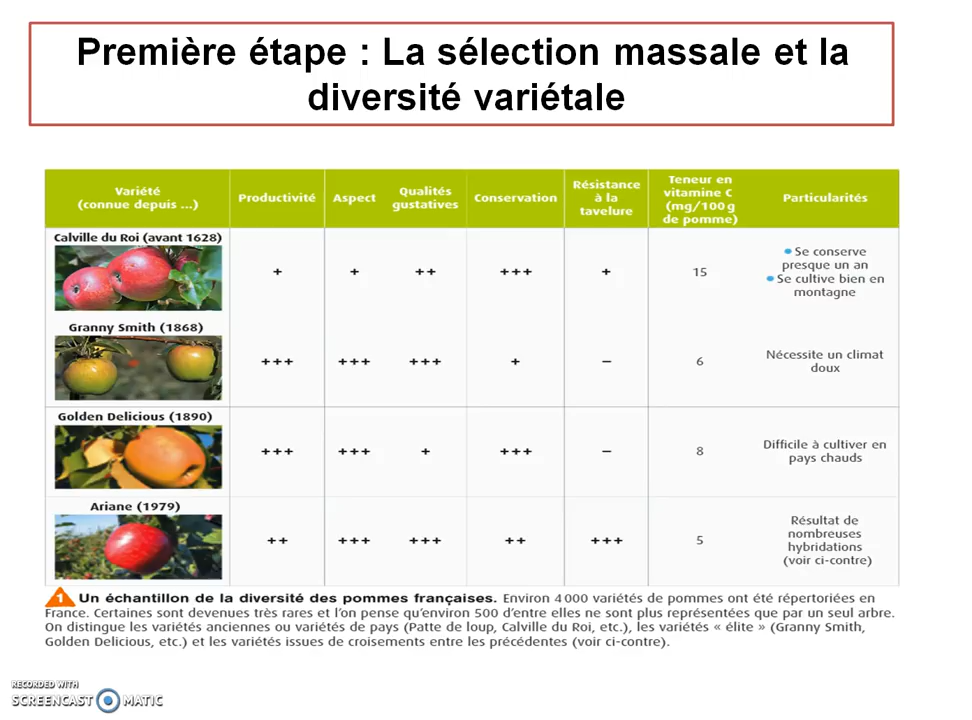 Première étape : La sélection massale et la
diversité variétale
Variété
(connue depuis ...)
Productivité
Aspect
Qualités
gustatives
Conservation
Résistance
à la
tavelure
Teneur en
vitamine C
(mg/100 g
de pomme)
Particularités
Calville du Roi (avant 1628)
+
+
++
+++
+
15
• Se conserve
presque un an
• Se cultive bien en
montagne
Granny Smith (1868)
+++
+++
+++
+
–
6
Nécessite un climat
doux
Golden Delicious (1890)
+++
+++
+
+++
–
8
Difficile à cultiver en
pays chauds
Ariane (1979)
++
+++
+++
++
+++
5
Résultat de
nombreuses
hybridations
(voir ci-contre)
1 Un échantillon de la diversité des pommes françaises. Environ 4 000 variétés de pommes ont été répertoriées en
France. Certaines sont devenues très rares et l'on pense qu'environ 500 d'entre elles ne sont plus représentées que par un seul arbre.
On distingue les variétés anciennes ou variétés de pays (Patte de loup, Calville du Roi, etc.), les variétés « élite » (Granny Smith,
Golden Delicious, etc.) et les variétés issues de croisements entre les précédentes (voir ci-contre).
RECORDED WITH
SCREENCAST MATIC